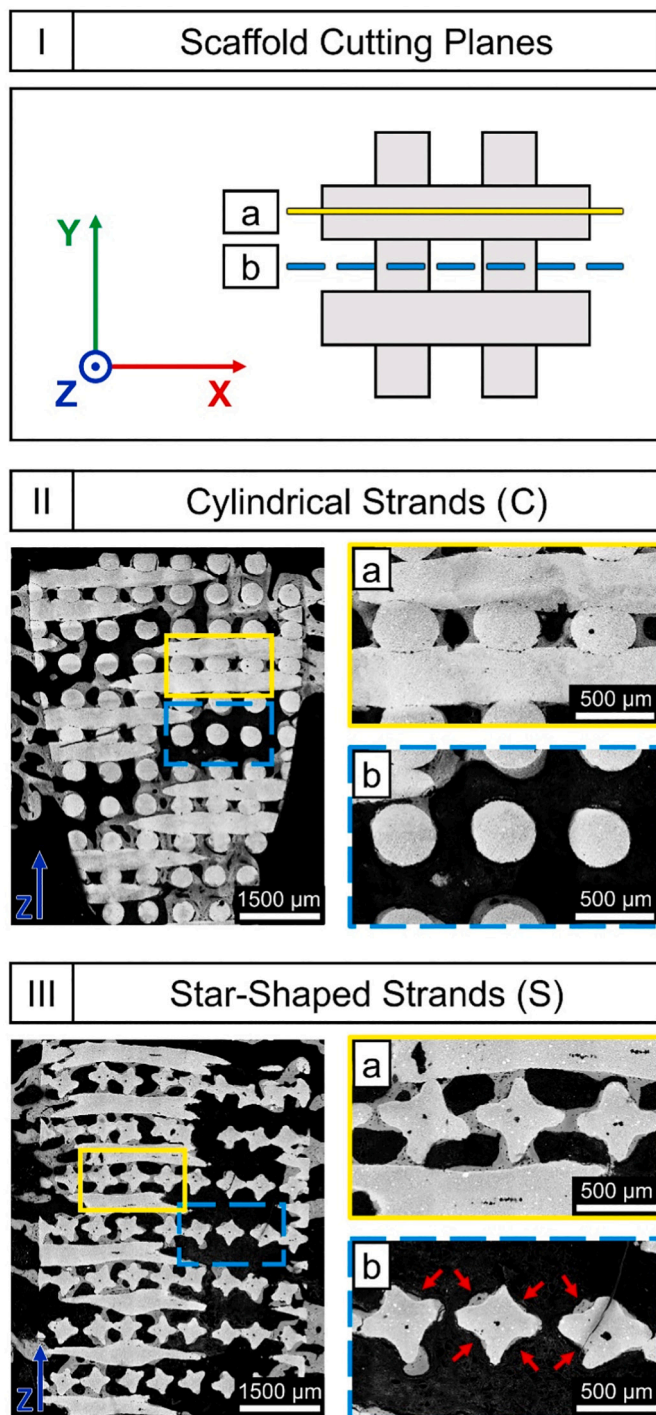 I Scaffold Cutting Planes
a
Y
b
Z
X
II Cylindrical Strands (C)
a
500 µm
b
Z
1500 µm
500 µm
III Star-Shaped Strands (S)
a
500 µm
b
Z
1500 µm
500 µm